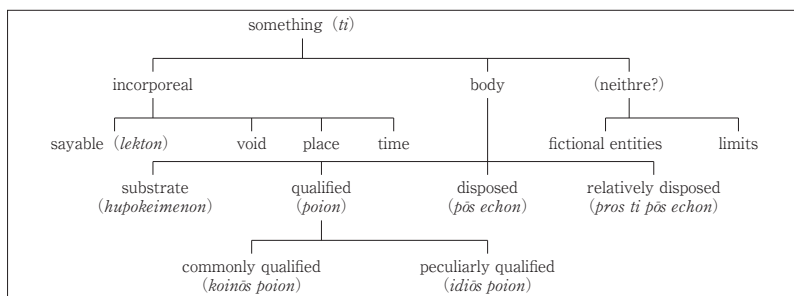 something (ti)
incorporeal body (neithre?)
sayable (lekton) void place time fictional entities limits
substrate qualified disposed relatively disposed
(hupokeimenon) (poion) (pōs echon) (pros ti pōs echon)
commonly qualified peculiarly qualified
(koinōs poion) (idiōs poion)